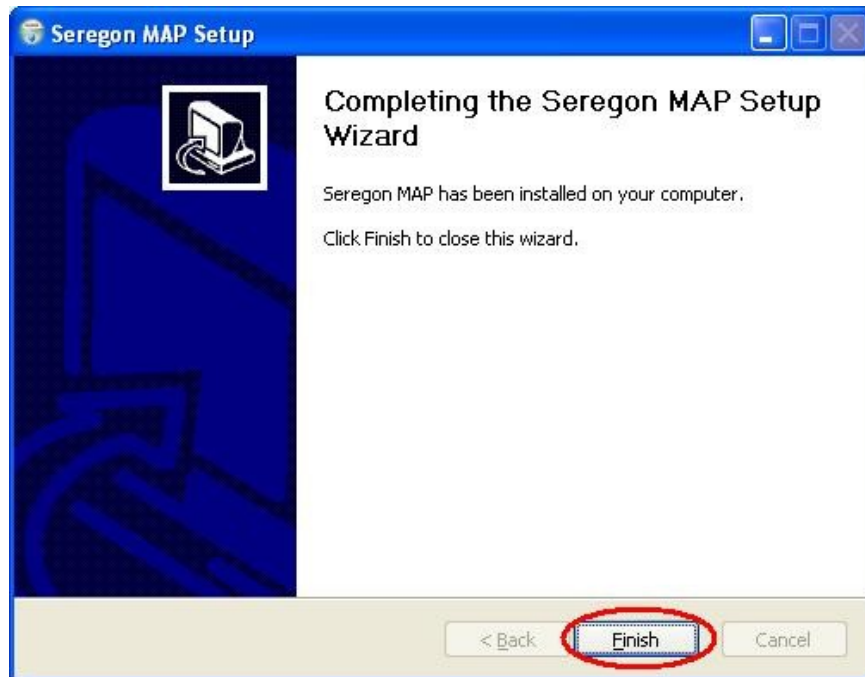 Seregon MAP Setup
Completing the Seregon MAP Setup
Wizard
Seregon MAP has been installed on your computer.
Click Finish to close this wizard.
< Back
Finish
Cancel